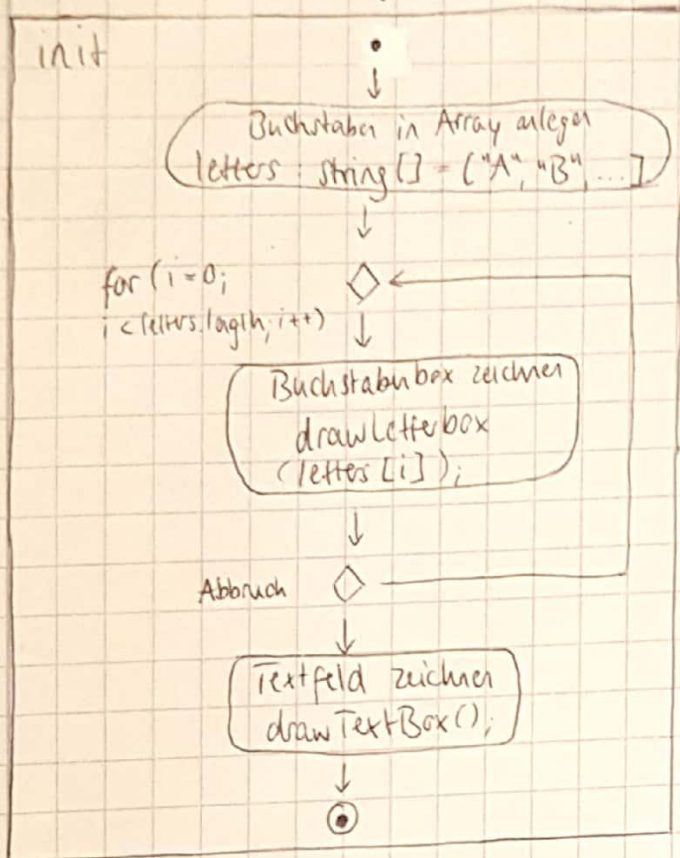 init
Buchstaben in Array anlegen
letters : string [] = ["A", "B", ...]
for (i=0;
i < letters.length; i++)
Buchstabenbox zeichnen
drawLetterbox
(letters [i] );
Abbruch
Textfeld zeichnen
drawTextBox();